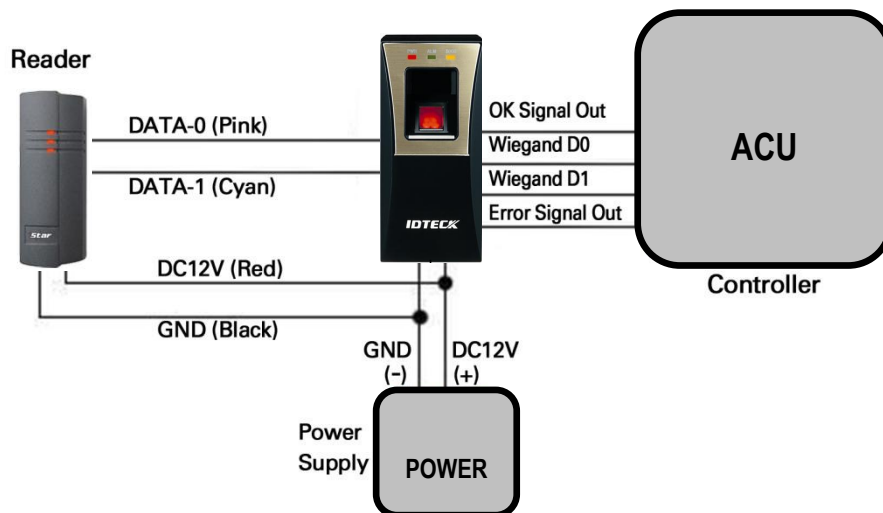 Reader
DATA-0 (Pink)
DATA-1 (Cyan)
Star
DC12V (Red)
GND (Black)
IDTECK
OK Signal Out
Wiegand D0
Wiegand D1
Error Signal Out
ACU
Controller
GND
(-)
DC12V
(+)
Power
Supply
POWER